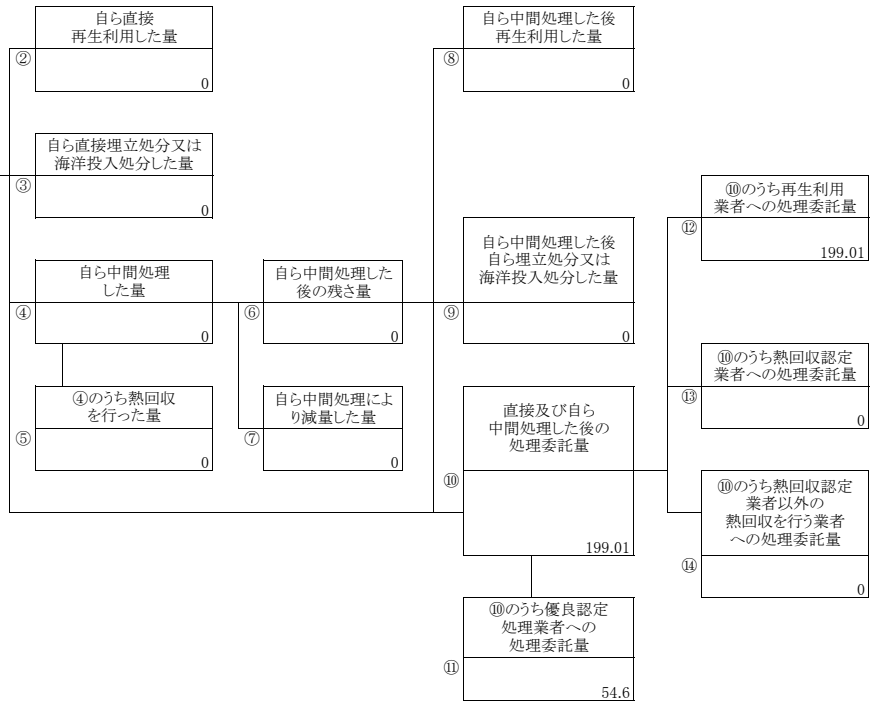 自ら直接
再生利用した量
②
0
自ら直接埋立処分又は
海洋投入処分した量
③
0
自ら中間処理
した量
④
0
④のうち熱回収
を行った量
⑤
0
自ら中間処理した
後の残さ量
⑥
0
自ら中間処理によ
り減量した量
⑦
0
自ら中間処理した後
再生利用した量
⑧
0
自ら中間処理した後
自ら埋立処分又は
海洋投入処分した量
⑨
0
直接及び自ら
中間処理した後の
処理委託量
⑩
199.01
⑩のうち優良認定
処理業者への
処理委託量
⑪
54.6
⑩のうち再生利用
業者への処理委託量
⑫
199.01
⑩のうち熱回収認定
業者への処理委託量
⑬
0
⑩のうち熱回収認定
業者以外の
熱回収を行う業者
への処理委託量
⑭
0